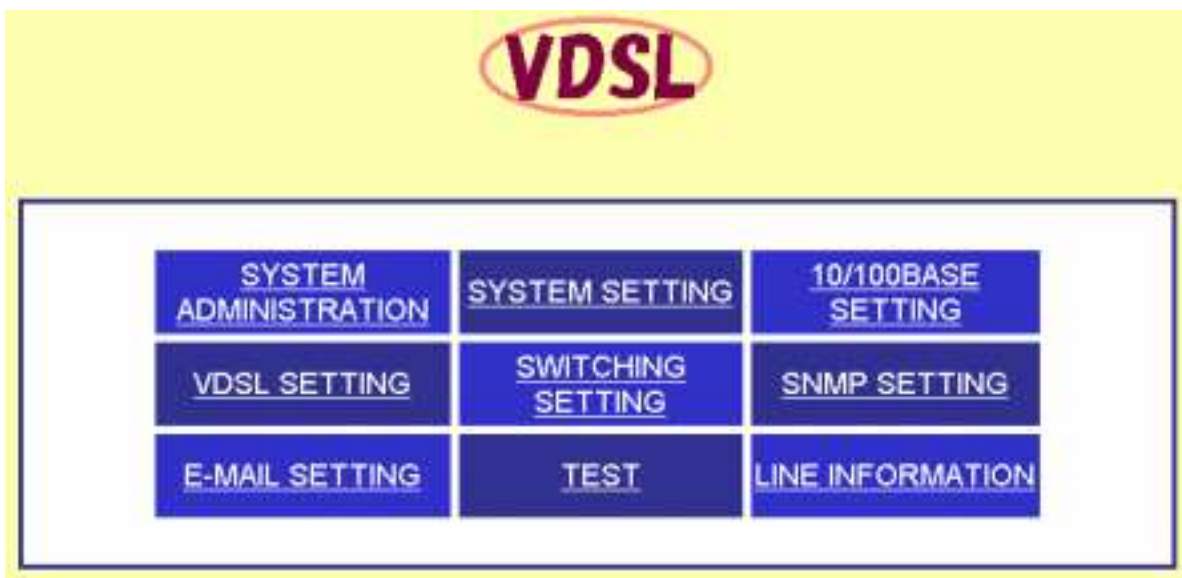 VDSL
SYSTEM
ADMINISTRATION
SYSTEM SETTING
10/100BASE
SETTING
VDSL SETTING
SWITCHING
SETTING
SNMP SETTING
E-MAIL SETTING
TEST
LINE INFORMATION